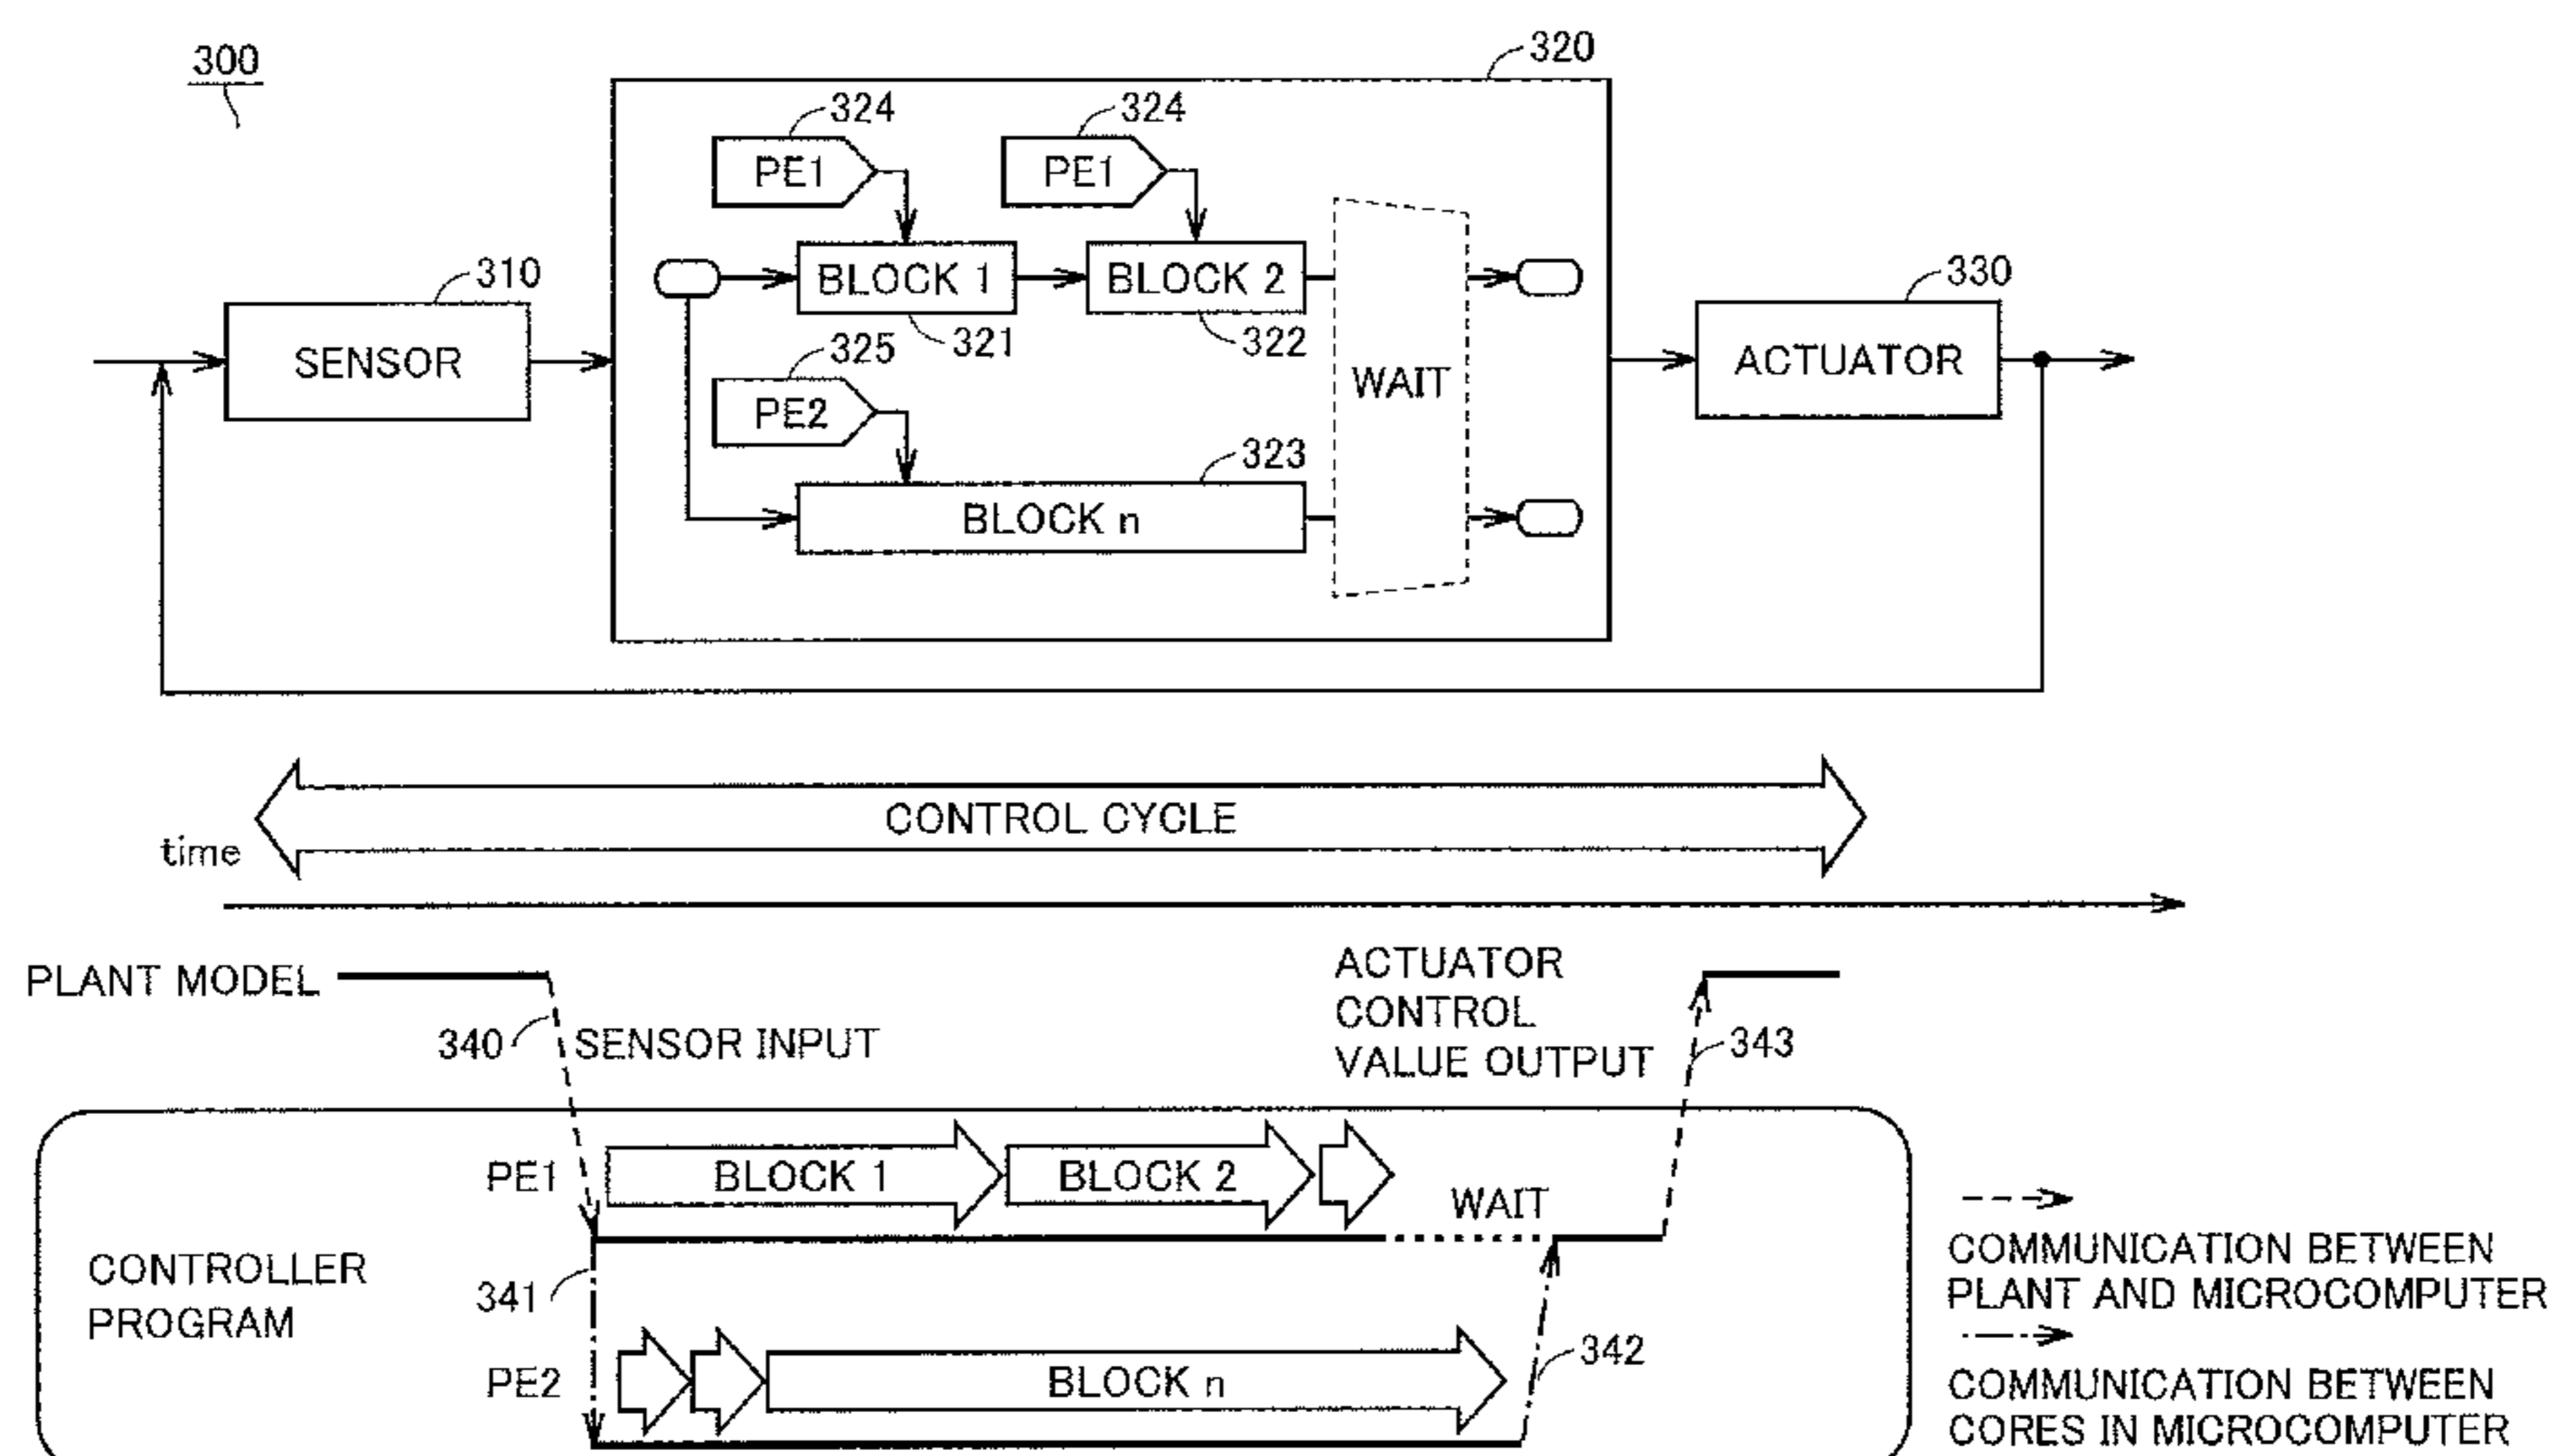 300
320
324
324
PE1
PE1
310
330
BLOCK 1
BLOCK 2
321
322
325
SENSOR
WAIT
ACTUATOR
PE2
323
BLOCK n
CONTROL CYCLE
time
PLANT MODEL
ACTUATOR
CONTROL
VALUE OUTPUT
340
SENSOR INPUT
343
PE1
BLOCK 1
BLOCK 2
WAIT
CONTROLLER
PROGRAM
341
COMMUNICATION BETWEEN
PLANT AND MICROCOMPUTER
PE2
BLOCK n
342
COMMUNICATION BETWEEN
CORES IN MICROCOMPUTER